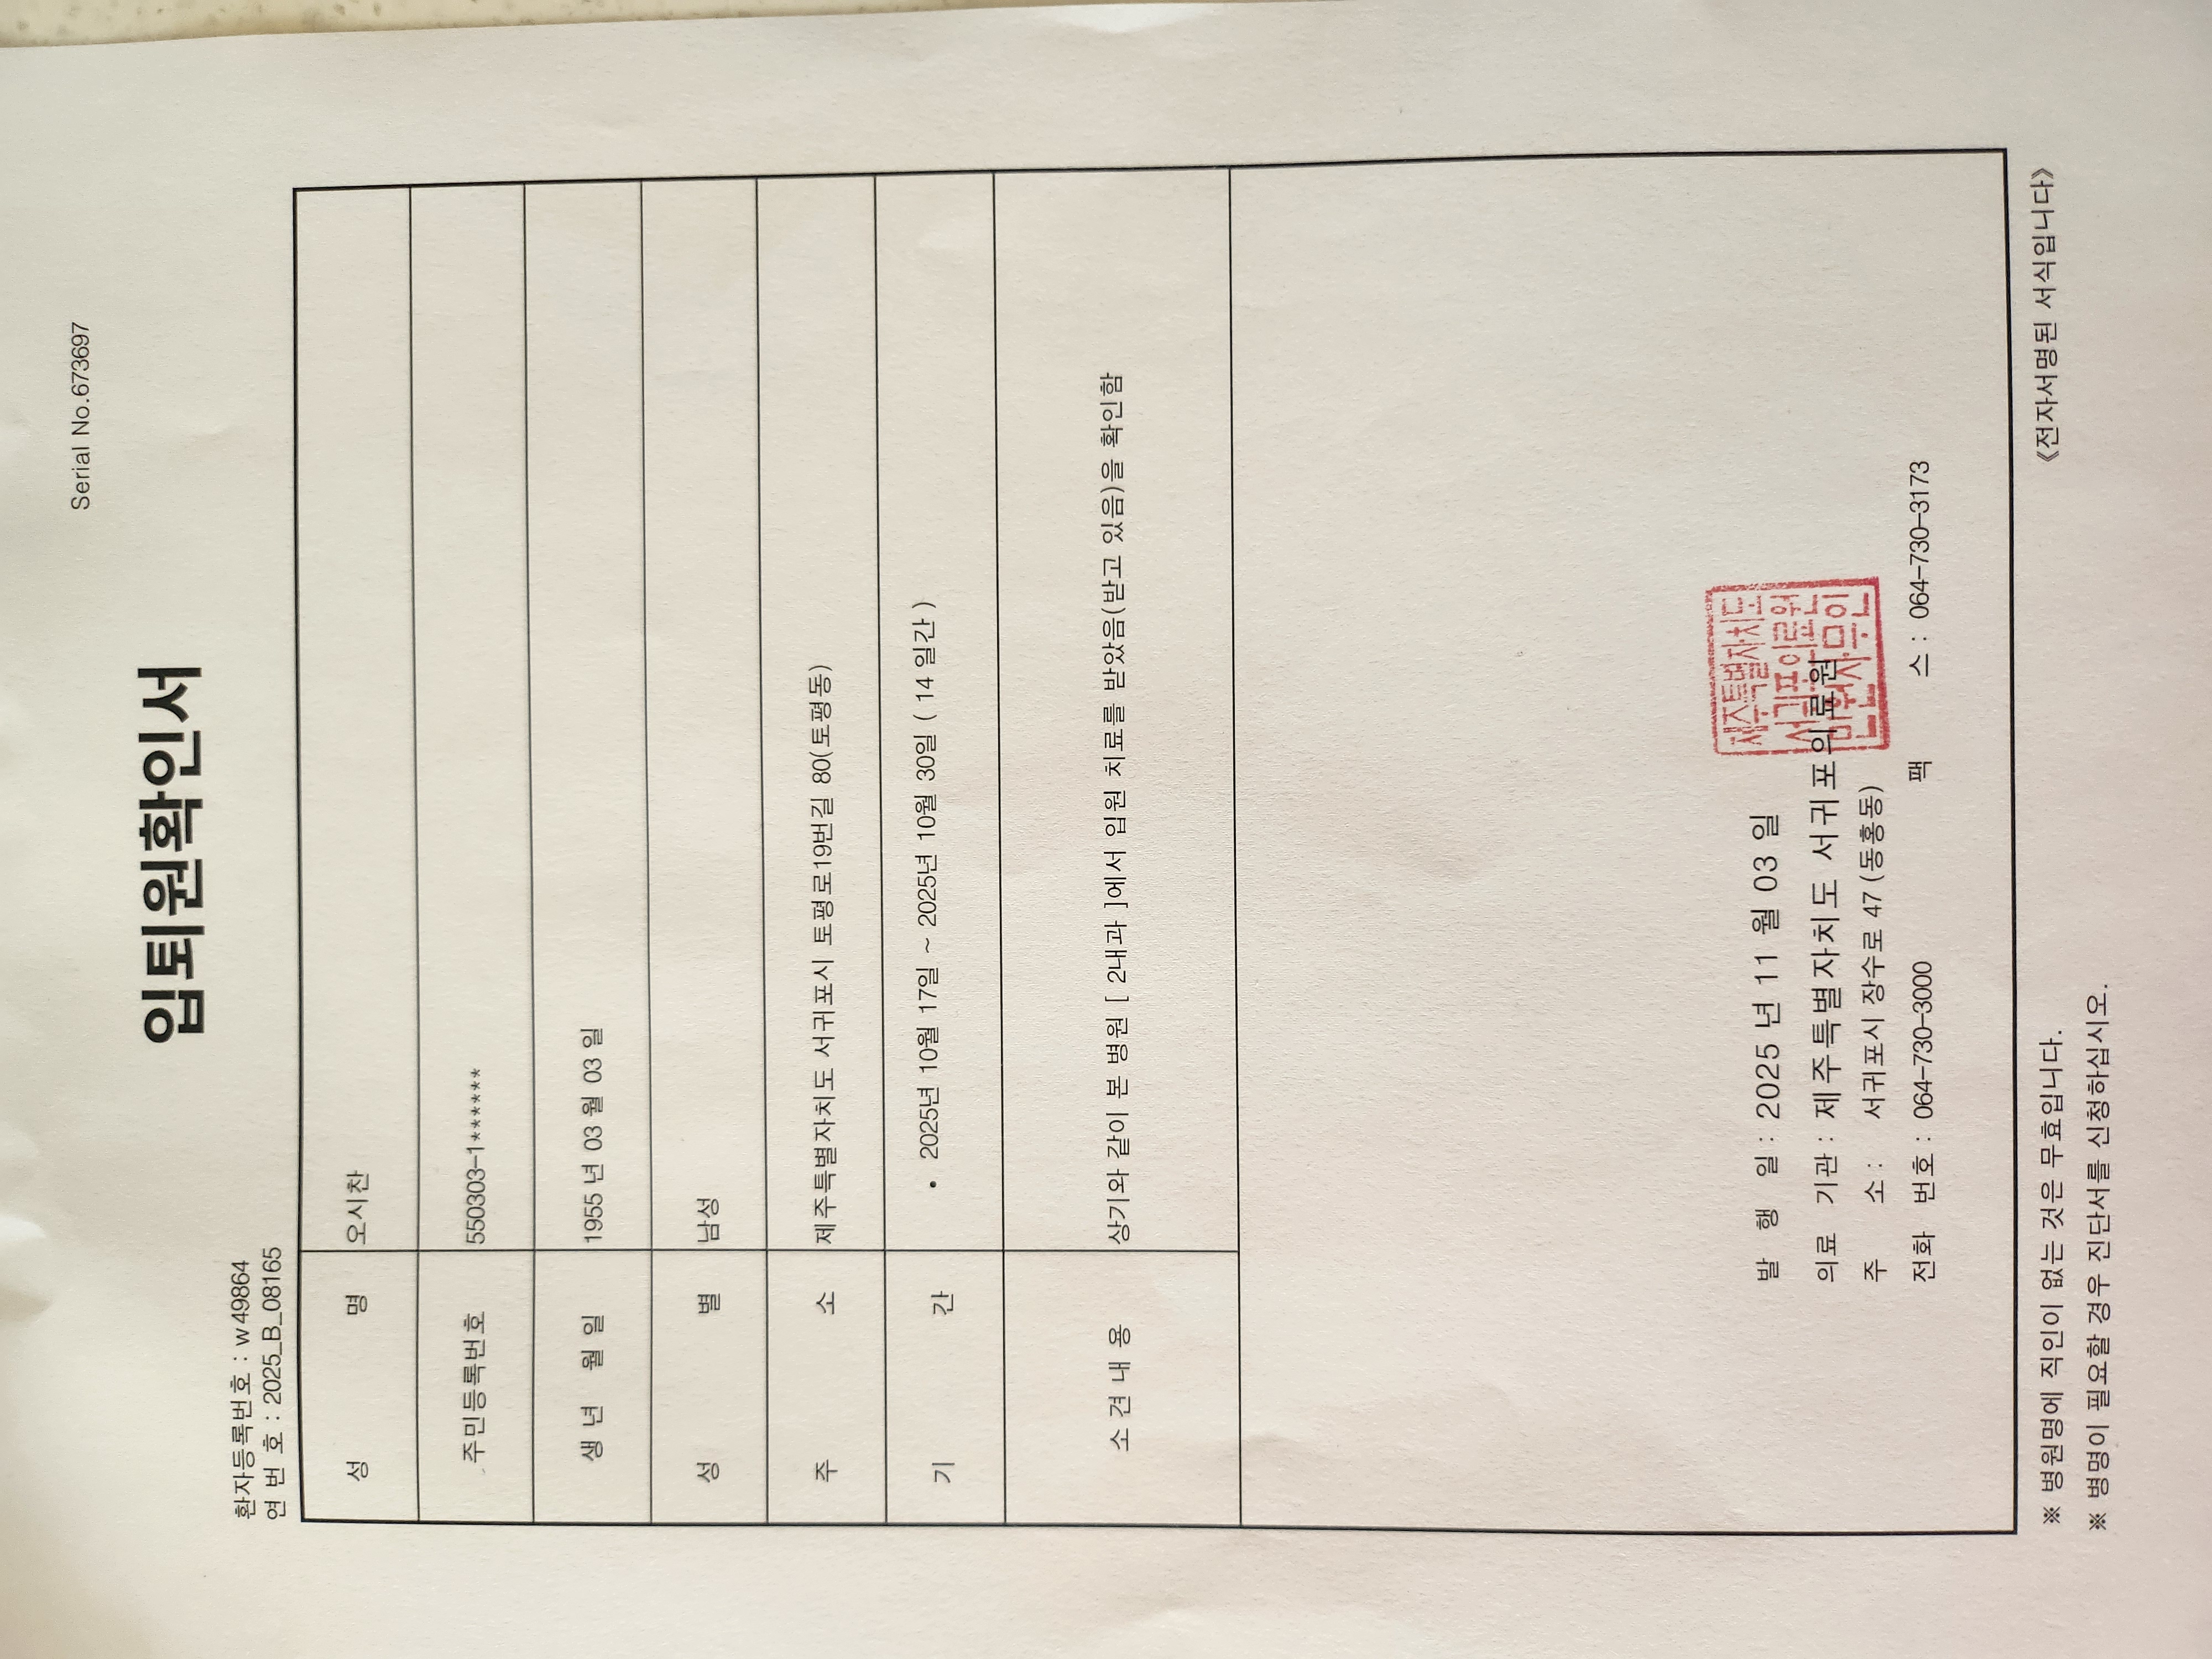 Serial No.673697
입퇴원확인서
환자등록번호 : w49864
연 번 호 : 2025_B_08165
성 명 오시찬
주민등록번호 550303-1******
생 년 월 일 1955 년 03 월 03 일
성 별 남성
주 소 제주특별자치도 서귀포시 토평로19번길 80(토평동)
기 간 • 2025년 10월 17일 ~ 2025년 10월 30일 ( 14 일간 )
소 견 내 용 상기와 같이 본 병원 [ 2내과 ]에서 입원 치료를 받았음(받고 있음)을 확인함
발 행 일 : 2025 년 11 월 03 일
의료 기관 : 제주특별자치도 서귀포의료원
주 소 : 서귀포시 장수로 47 (동홍동)
전화 번호 : 064-730-3000 팩 스 : 064-730-3173
※ 병원명에 직인이 없는 것은 무효입니다. 《전자서명된 서식입니다》
※ 병명이 필요할 경우 진단서를 신청하십시오.